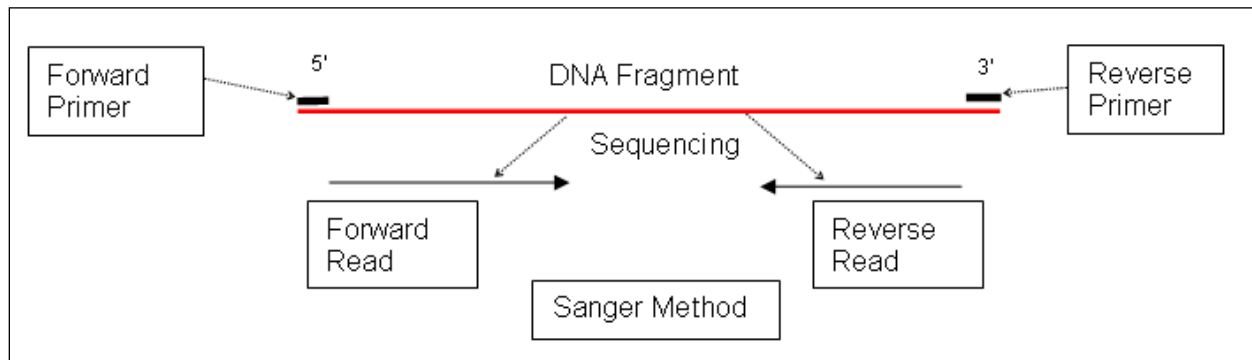 Forward
Primer
5'
DNA Fragment
3'
Reverse
Primer
Sequencing
Forward
Read
Reverse
Read
Sanger Method